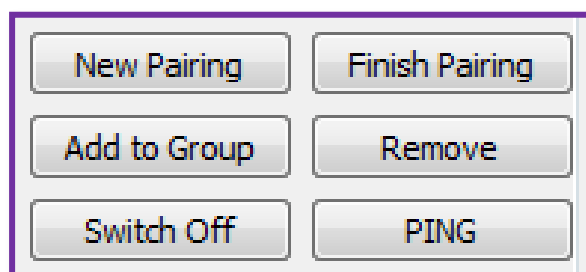 New Pairing
Finish Pairing
Add to Group
Remove
Switch Off
PING